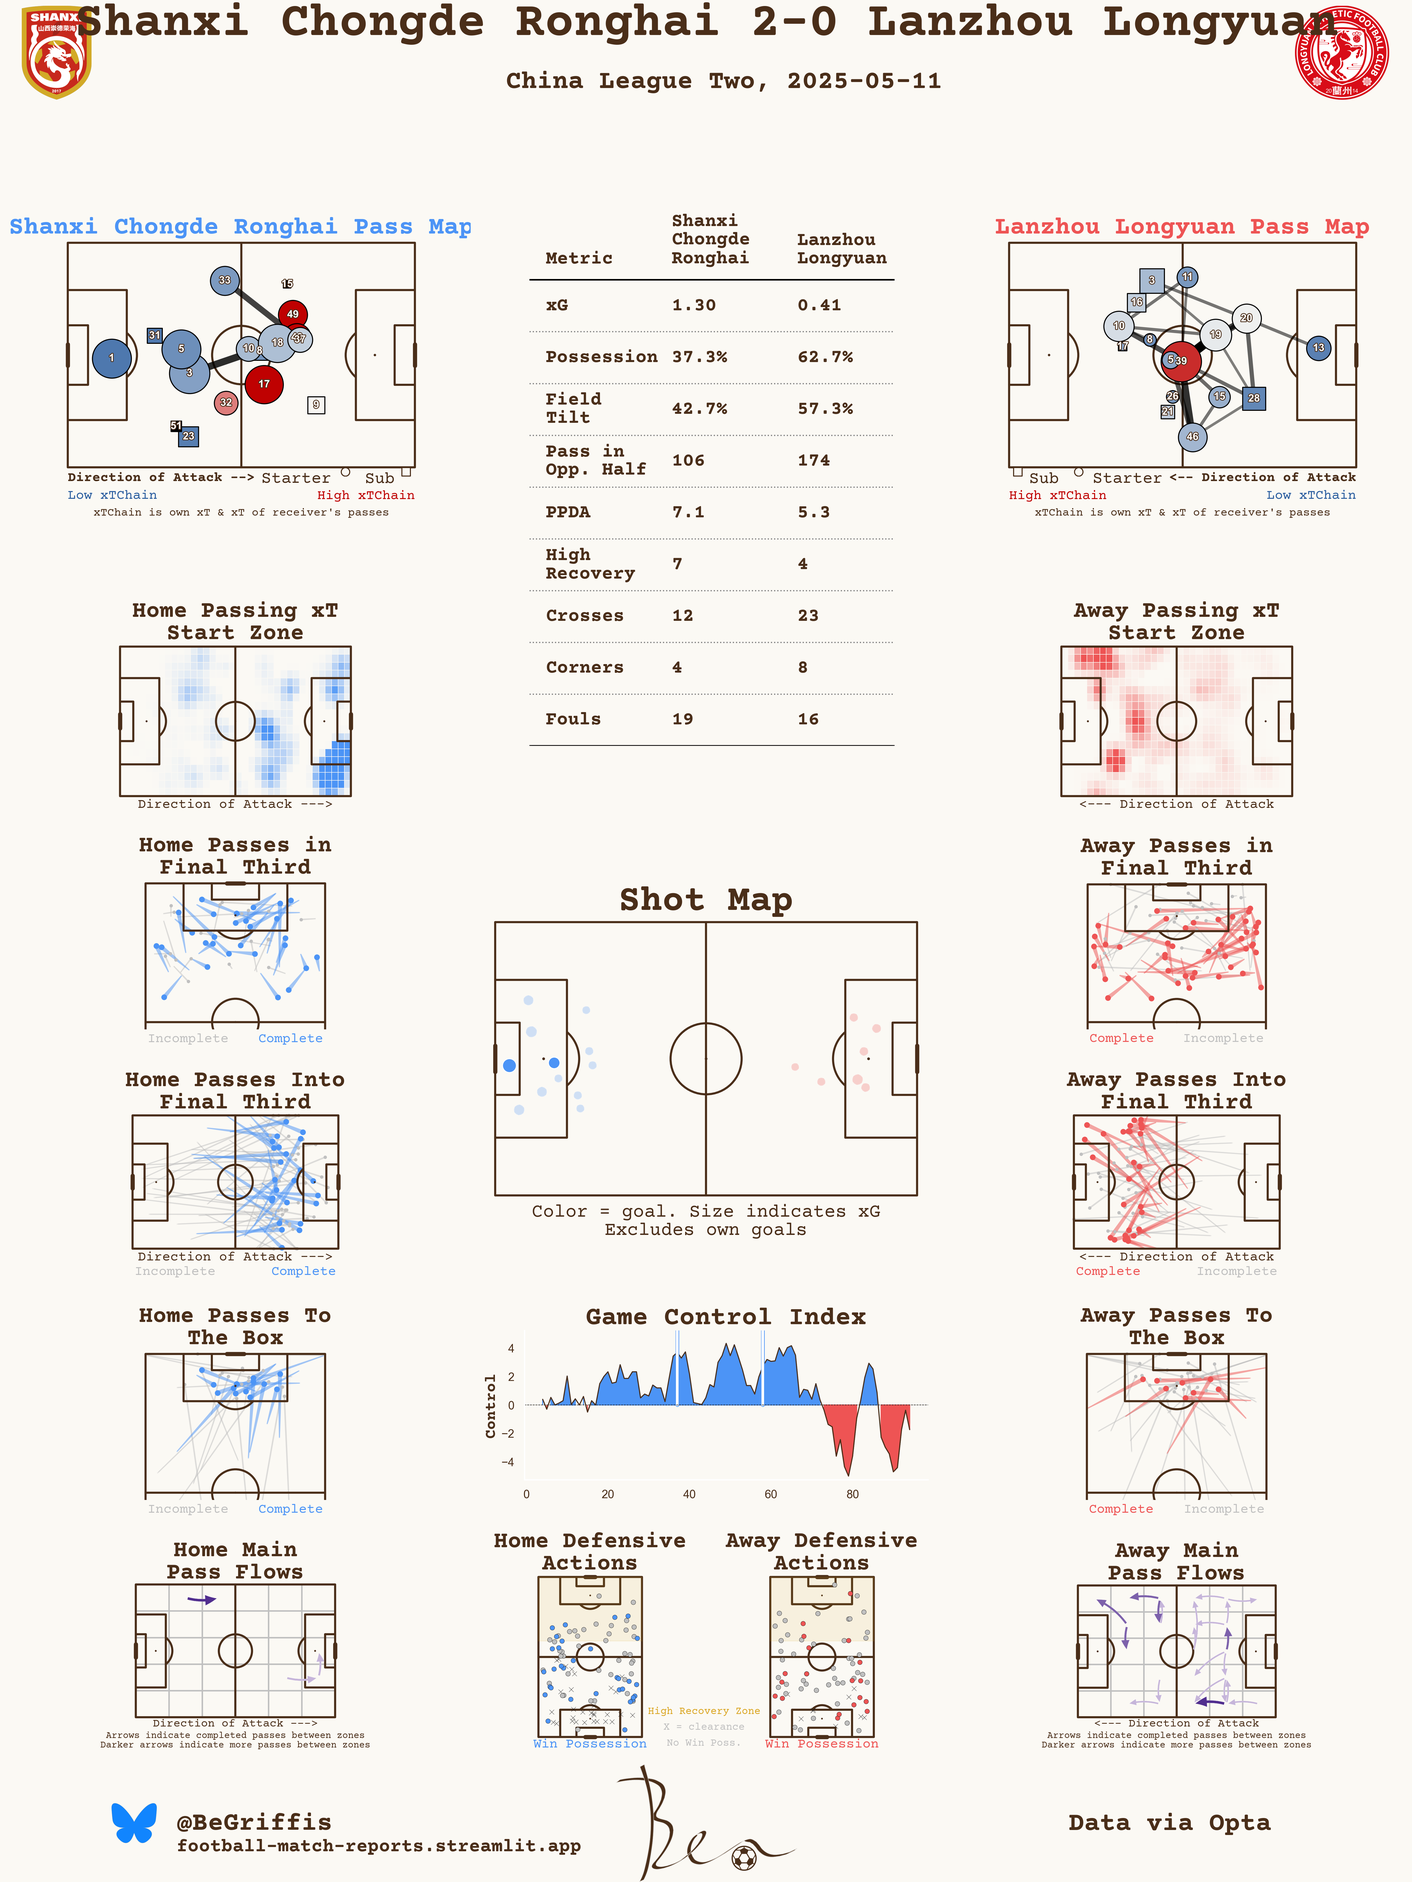 Shanxi Chongde Ronghai 2-0 Lanzhou Longyuan
China League Two, 2025-05-11
SHANXI
山西崇德荣海
2017
LONGYUAN ATHLETIC FOOTBALL CLUB
20 蘭州 14
Shanxi Chongde Ronghai Pass Map
33
15
49
37
18
10
8
31
5
1
3
17
32
9
51
23
Direction of Attack --> Starter Sub
Low xTChain High xTChain
xTChain is own xT & xT of receiver's passes
Metric Shanxi Chongde Ronghai Lanzhou Longyuan
xG 1.30 0.41
Possession 37.3% 62.7%
Field Tilt 42.7% 57.3%
Pass in Opp. Half 106 174
PPDA 7.1 5.3
High Recovery 7 4
Crosses 12 23
Corners 4 8
Fouls 19 16
Lanzhou Longyuan Pass Map
3
11
16
10
20
19
17
8
13
5
39
26
15
28
21
46
Sub Starter <-- Direction of Attack
High xTChain Low xTChain
xTChain is own xT & xT of receiver's passes
Home Passing xT
Start Zone
Direction of Attack --->
Away Passing xT
Start Zone
<--- Direction of Attack
Home Passes in
Final Third
Incomplete Complete
Away Passes in
Final Third
Complete Incomplete
Shot Map
Color = goal. Size indicates xG
Excludes own goals
Home Passes Into
Final Third
Direction of Attack --->
Incomplete Complete
Away Passes Into
Final Third
<--- Direction of Attack
Complete Incomplete
Home Passes To
The Box
Incomplete Complete
Game Control Index
Control
4
2
0
−2
−4
0 20 40 60 80
Away Passes To
The Box
Complete Incomplete
Home Main
Pass Flows
Direction of Attack --->
Arrows indicate completed passes between zones
Darker arrows indicate more passes between zones
Home Defensive
Actions
Win Possession
High Recovery Zone
X = clearance
No Win Poss.
Away Defensive
Actions
Win Possession
Away Main
Pass Flows
<--- Direction of Attack
Arrows indicate completed passes between zones
Darker arrows indicate more passes between zones
@BeGriffis
football-match-reports.streamlit.app
Ben
Data via Opta